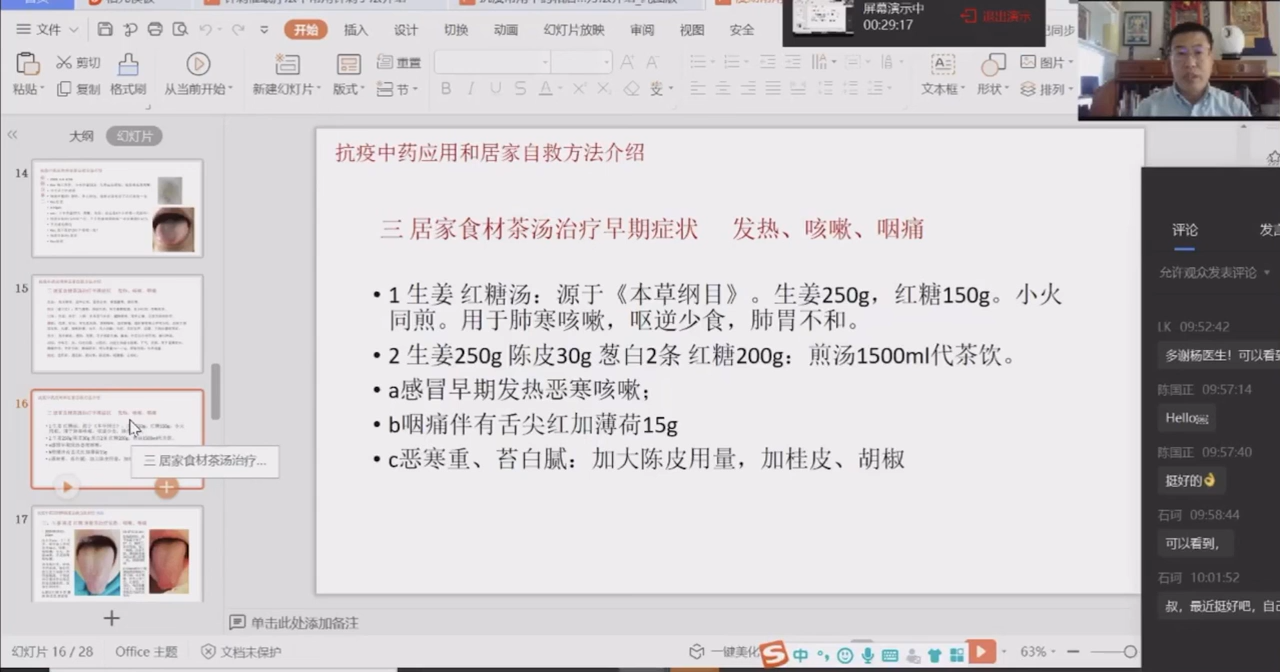 屏幕演示中
00:29:17
退出演示
文件
开始
插入
设计
切换
动画
幻灯片放映
审阅
视图
安全
剪切
重置
图片
粘贴
复制
格式刷
从当前开始
新建幻灯片
版式
节
B I U S A
文本框
形状
排列
大纲
幻灯片
14
15
16
17
三 居家食材茶汤治疗...
抗疫中药应用和居家自救方法介绍
三 居家食材茶汤治疗早期症状 发热、咳嗽、咽痛
• 1 生姜 红糖汤：源于《本草纲目》。生姜250g，红糖150g。小火
同煎。用于肺寒咳嗽，呕逆少食，肺胃不和。
• 2 生姜250g 陈皮30g 葱白2条 红糖200g：煎汤1500ml代茶饮。
• a感冒早期发热恶寒咳嗽；
• b咽痛伴有舌尖红加薄荷15g
• c恶寒重、苔白腻：加大陈皮用量，加桂皮、胡椒
评论
发言
允许观众发表评论
LK 09:52:42
多谢杨医生！可以看到
陈国正 09:57:14
Hello
陈国正 09:57:40
挺好的👌
石珂 09:58:44
可以看到，
石珂 10:01:52
叔，最近挺好吧，自己
单击此处添加备注
幻灯片 16 / 28
Office 主题
文档未保护
一键美化
中
63%